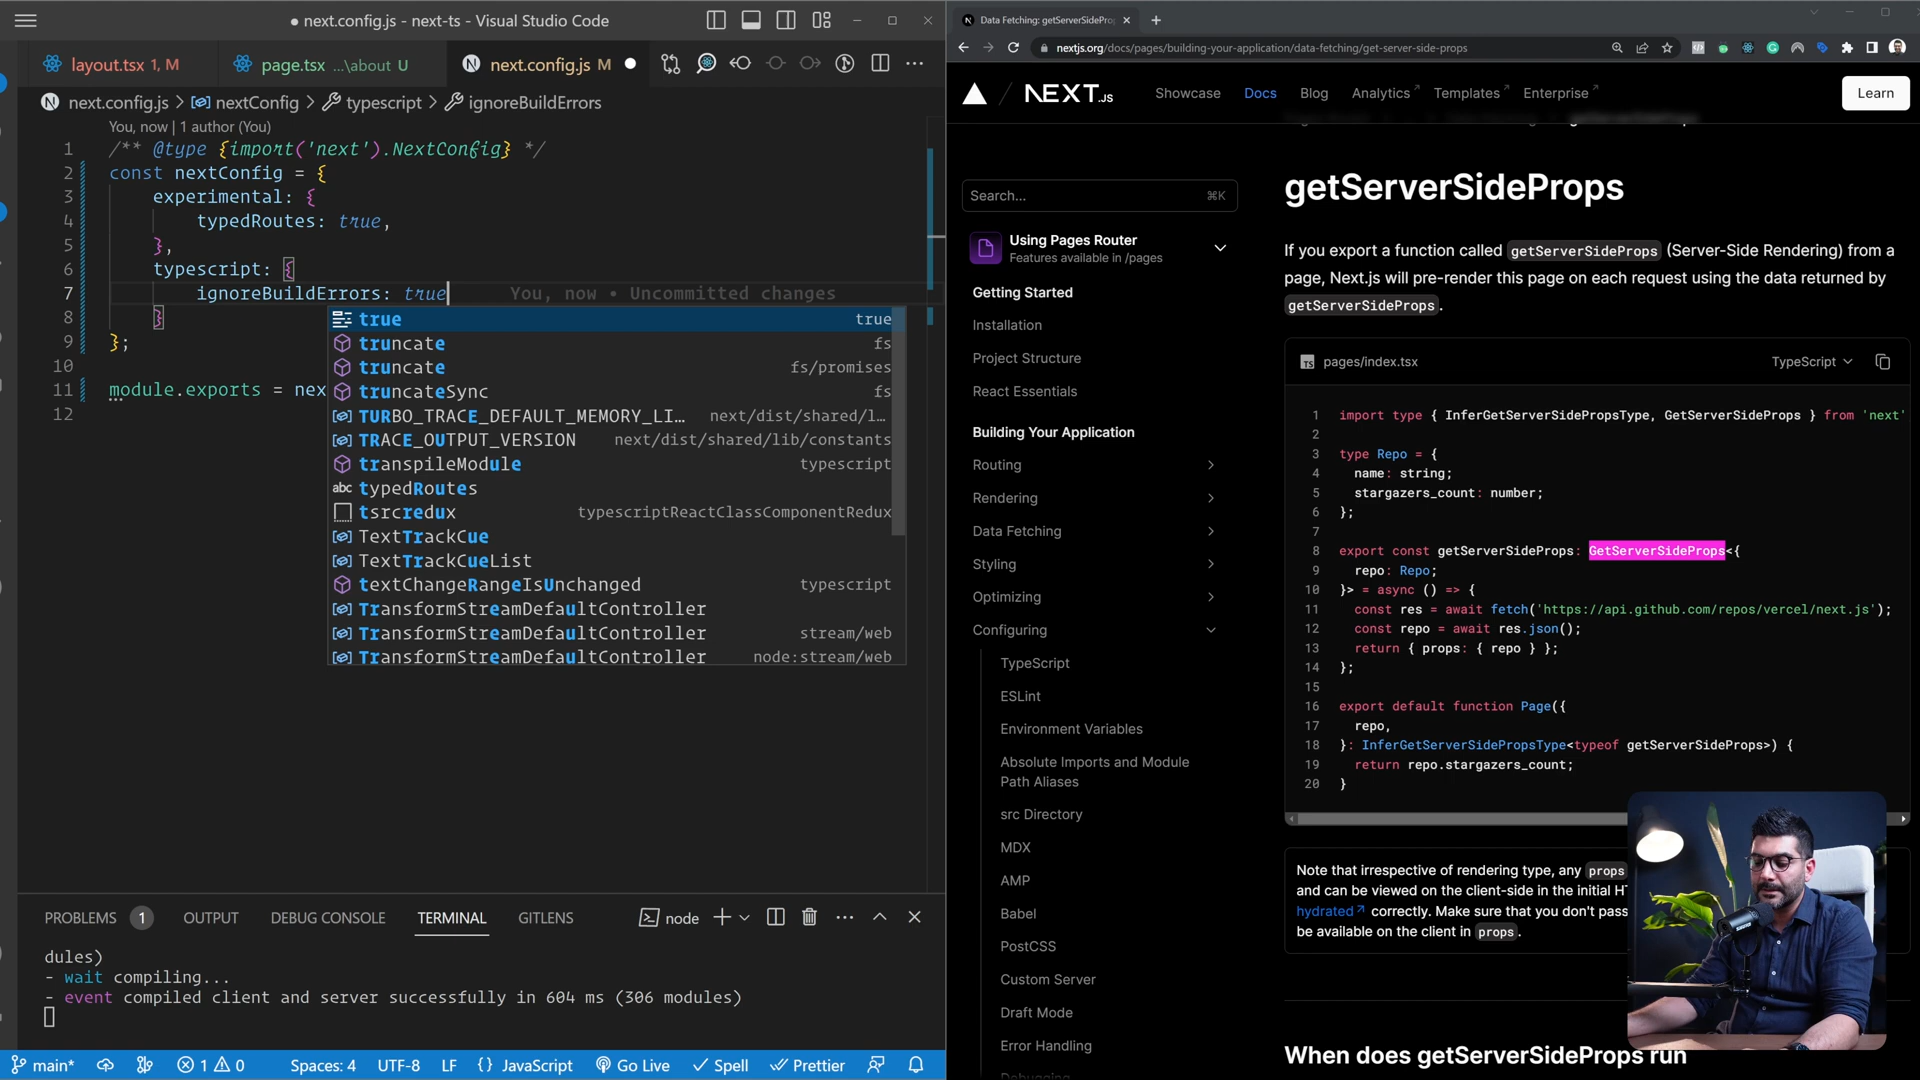 next.config.js - next-ts - Visual Studio Code
layout.tsx 1, M
page.tsx ...\about U
next.config.js M
next.config.js > nextConfig > typescript > ignoreBuildErrors
You, now | 1 author (You)
1 /** @type {import('next').NextConfig} */
2 const nextConfig = {
3 experimental: {
4 typedRoutes: true,
5 },
6 typescript: {
7 ignoreBuildErrors: true You, now • Uncommitted changes
8 }
9 };
10
11 module.exports = nex
12
true true
truncate fs
truncate fs/promises
truncateSync fs
TURBO_TRACE_DEFAULT_MEMORY_LI... next/dist/shared/l...
TRACE_OUTPUT_VERSION next/dist/shared/lib/constants
transpileModule typescript
abc typedRoutes
tsrcredux typescriptReactClassComponentRedux
TextTrackCue
TextTrackCueList
textChangeRangeIsUnchanged typescript
TransformStreamDefaultController
TransformStreamDefaultController stream/web
TransformStreamDefaultController node:stream/web
PROBLEMS 1 OUTPUT DEBUG CONSOLE TERMINAL GITLENS node
dules)
- wait compiling...
- event compiled client and server successfully in 604 ms (306 modules)
main* 1 0 Spaces: 4 UTF-8 LF {} JavaScript Go Live Spell Prettier
Data Fetching: getServerSideProp
nextjs.org/docs/pages/building-your-application/data-fetching/get-server-side-props
NEXT.JS Showcase Docs Blog Analytics Templates Enterprise Learn
Search... ⌘K
Using Pages Router
Features available in /pages
Getting Started
Installation
Project Structure
React Essentials
Building Your Application
Routing
Rendering
Data Fetching
Styling
Optimizing
Configuring
TypeScript
ESLint
Environment Variables
Absolute Imports and Module
Path Aliases
src Directory
MDX
AMP
Babel
PostCSS
Custom Server
Draft Mode
Error Handling
Debugging
getServerSideProps
If you export a function called getServerSideProps (Server-Side Rendering) from a
page, Next.js will pre-render this page on each request using the data returned by
getServerSideProps.
TS pages/index.tsx TypeScript
1 import type { InferGetServerSidePropsType, GetServerSideProps } from 'next'
2
3 type Repo = {
4 name: string;
5 stargazers_count: number;
6 };
7
8 export const getServerSideProps: GetServerSideProps<{
9 repo: Repo;
10 }> = async () => {
11 const res = await fetch('https://api.github.com/repos/vercel/next.js');
12 const repo = await res.json();
13 return { props: { repo } };
14 };
15
16 export default function Page({
17 repo,
18 }: InferGetServerSidePropsType<typeof getServerSideProps>) {
19 return repo.stargazers_count;
20 }
Note that irrespective of rendering type, any props
and can be viewed on the client-side in the initial HT
hydrated correctly. Make sure that you don't pass
be available on the client in props.
When does getServerSideProps run